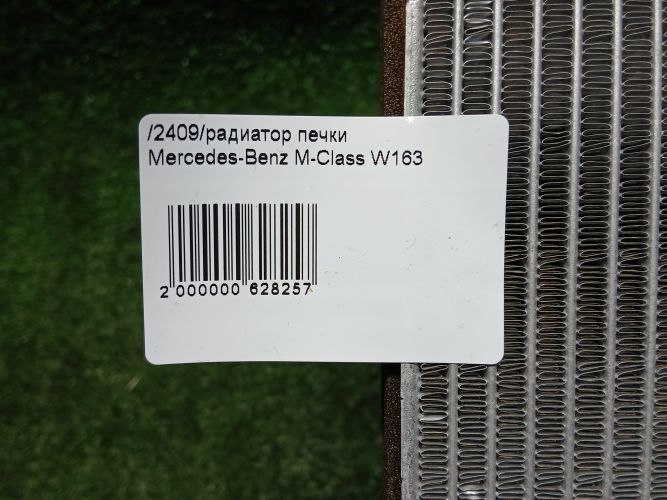 /2409/радиатор печки
Mercedes-Benz M-Class W163
2 000000 628257